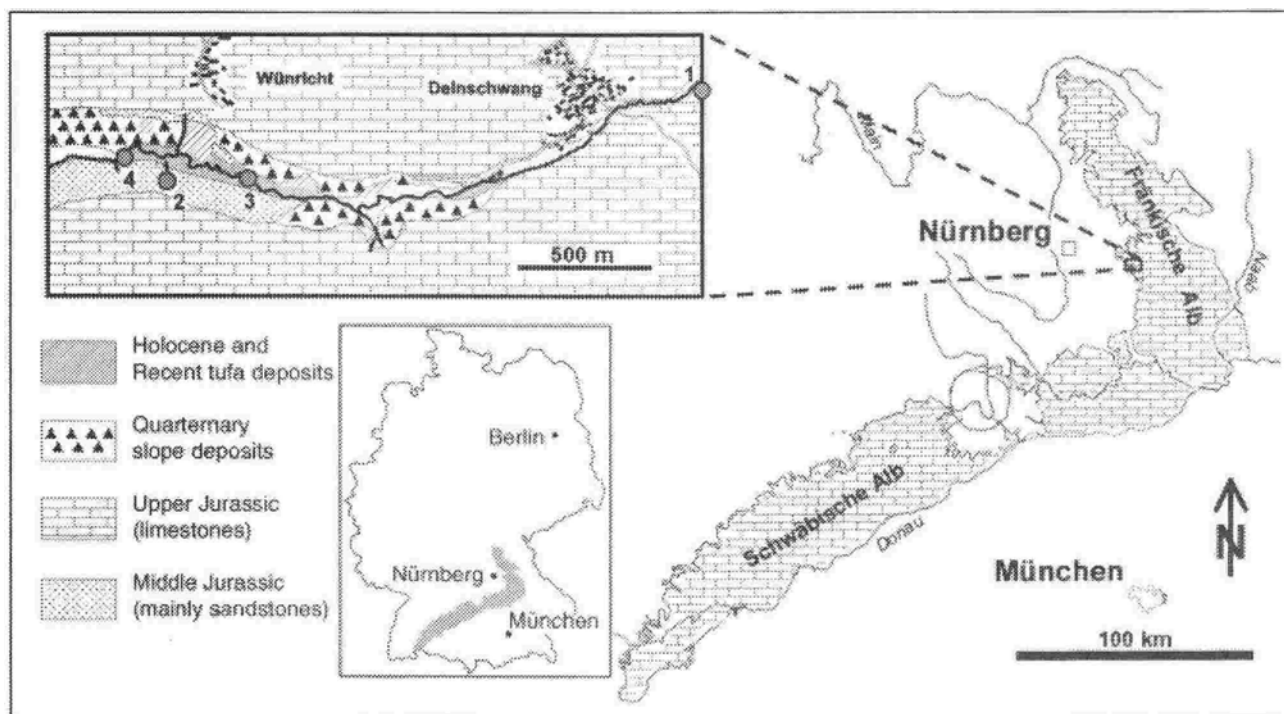 Wünricht
Deinschwang
1
4
2
3
500 m
Holocene and
Recent tufa deposits
Quarternary
slope deposits
Upper Jurassic
(limestones)
Middle Jurassic
(mainly sandstones)
Berlin
Nürnberg
München
Main
Nürnberg
Fränkische Alb
Naab
Schwäbische Alb
Donau
München
N
100 km